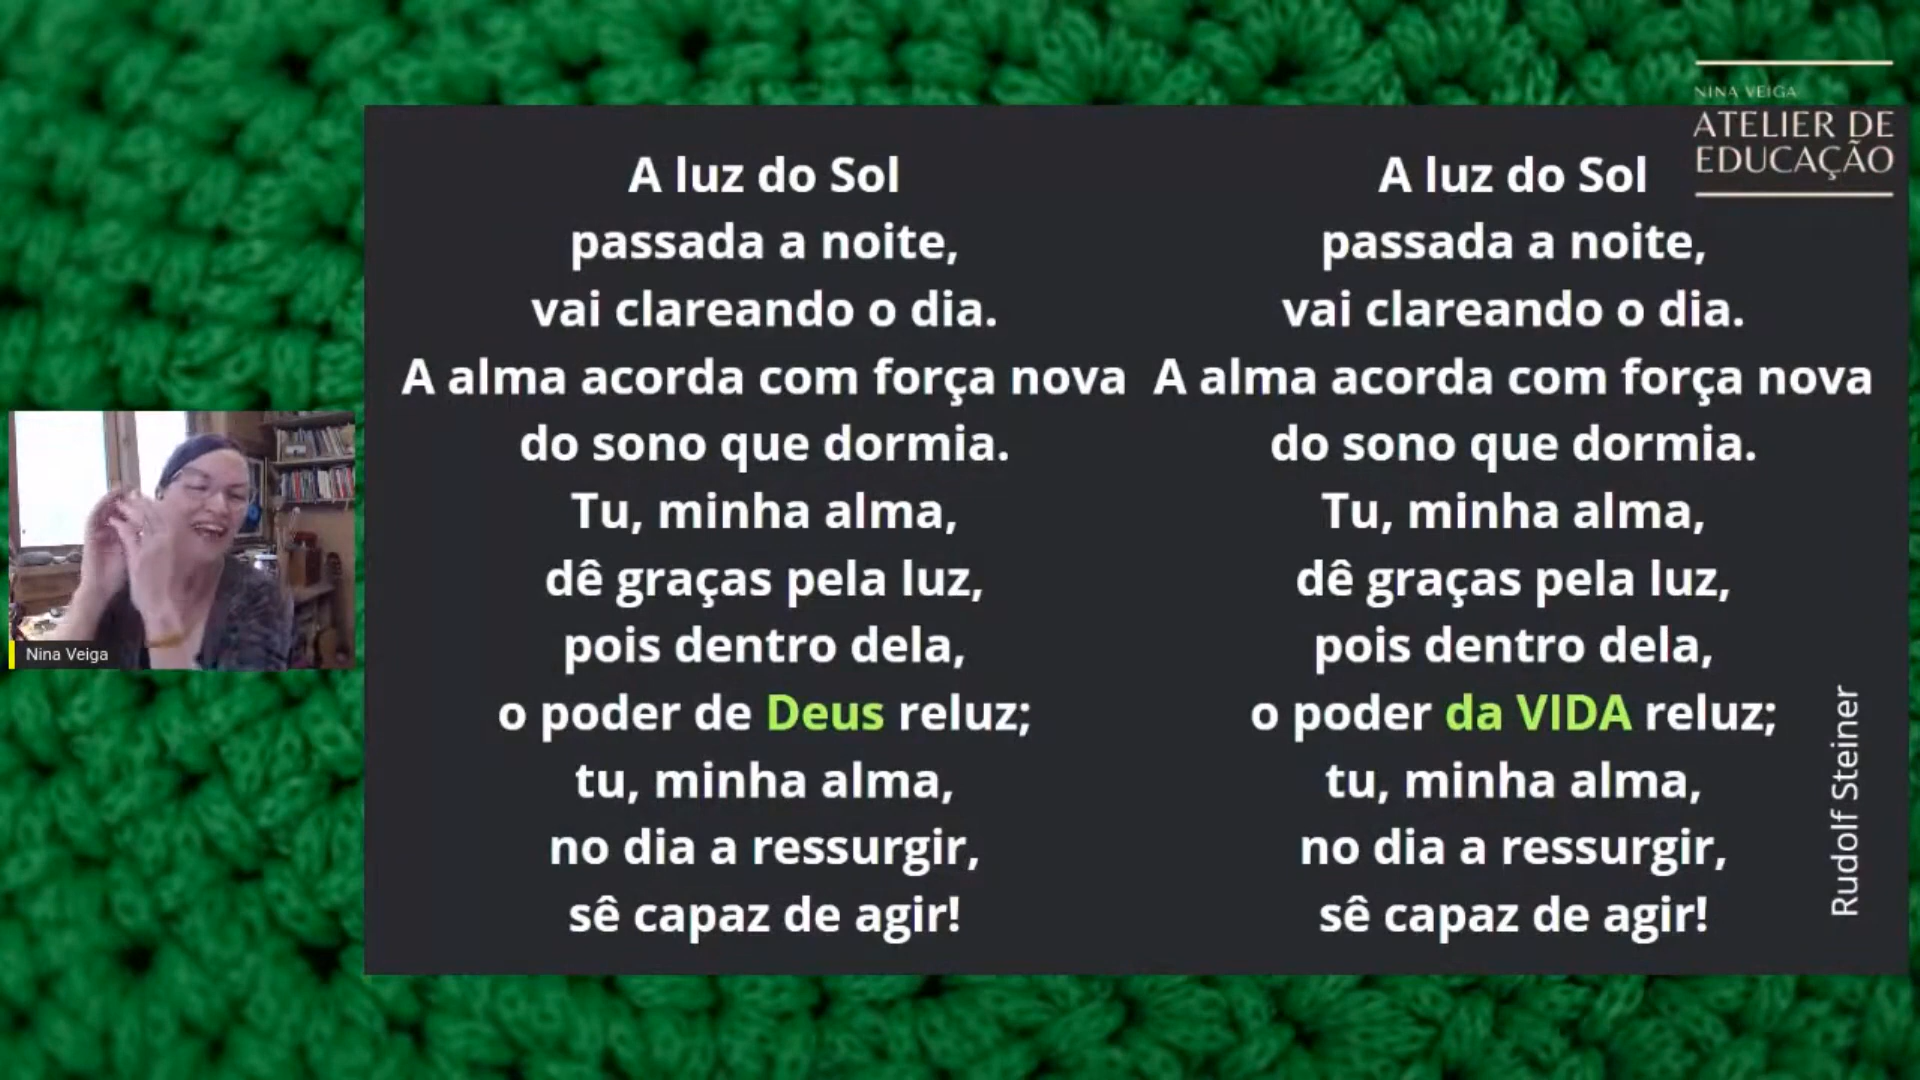 NINA VEIGA
ATELIER DE
EDUCAÇÃO
A luz do Sol
passada a noite,
vai clareando o dia.
A alma acorda com força nova
do sono que dormia.
Tu, minha alma,
dê graças pela luz,
pois dentro dela,
o poder de Deus reluz;
tu, minha alma,
no dia a ressurgir,
sê capaz de agir!
A luz do Sol
passada a noite,
vai clareando o dia.
A alma acorda com força nova
do sono que dormia.
Tu, minha alma,
dê graças pela luz,
pois dentro dela,
o poder da VIDA reluz;
tu, minha alma,
no dia a ressurgir,
sê capaz de agir!
Rudolf Steiner
Nina Veiga